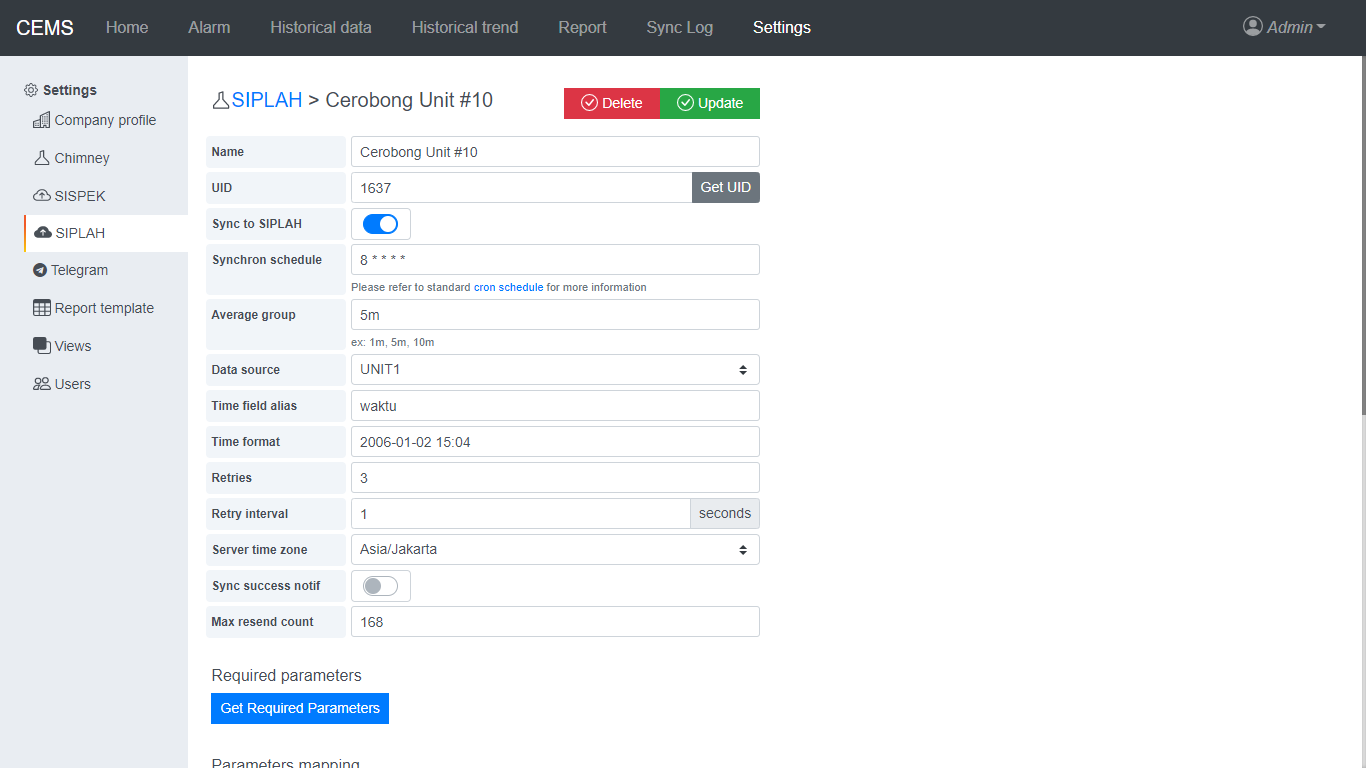 CEMS Home Alarm Historical data Historical trend Report Sync Log Settings Admin
Settings
Company profile
Chimney
SISPEK
SIPLAH
Telegram
Report template
Views
Users
SIPLAH > Cerobong Unit #10
Delete Update
Name Cerobong Unit #10
UID 1637 Get UID
Sync to SIPLAH
Synchron schedule 8 * * * *
Please refer to standard cron schedule for more information
Average group 5m
ex: 1m, 5m, 10m
Data source UNIT1
Time field alias waktu
Time format 2006-01-02 15:04
Retries 3
Retry interval 1 seconds
Server time zone Asia/Jakarta
Sync success notif
Max resend count 168
Required parameters
Get Required Parameters
Parameters mapping